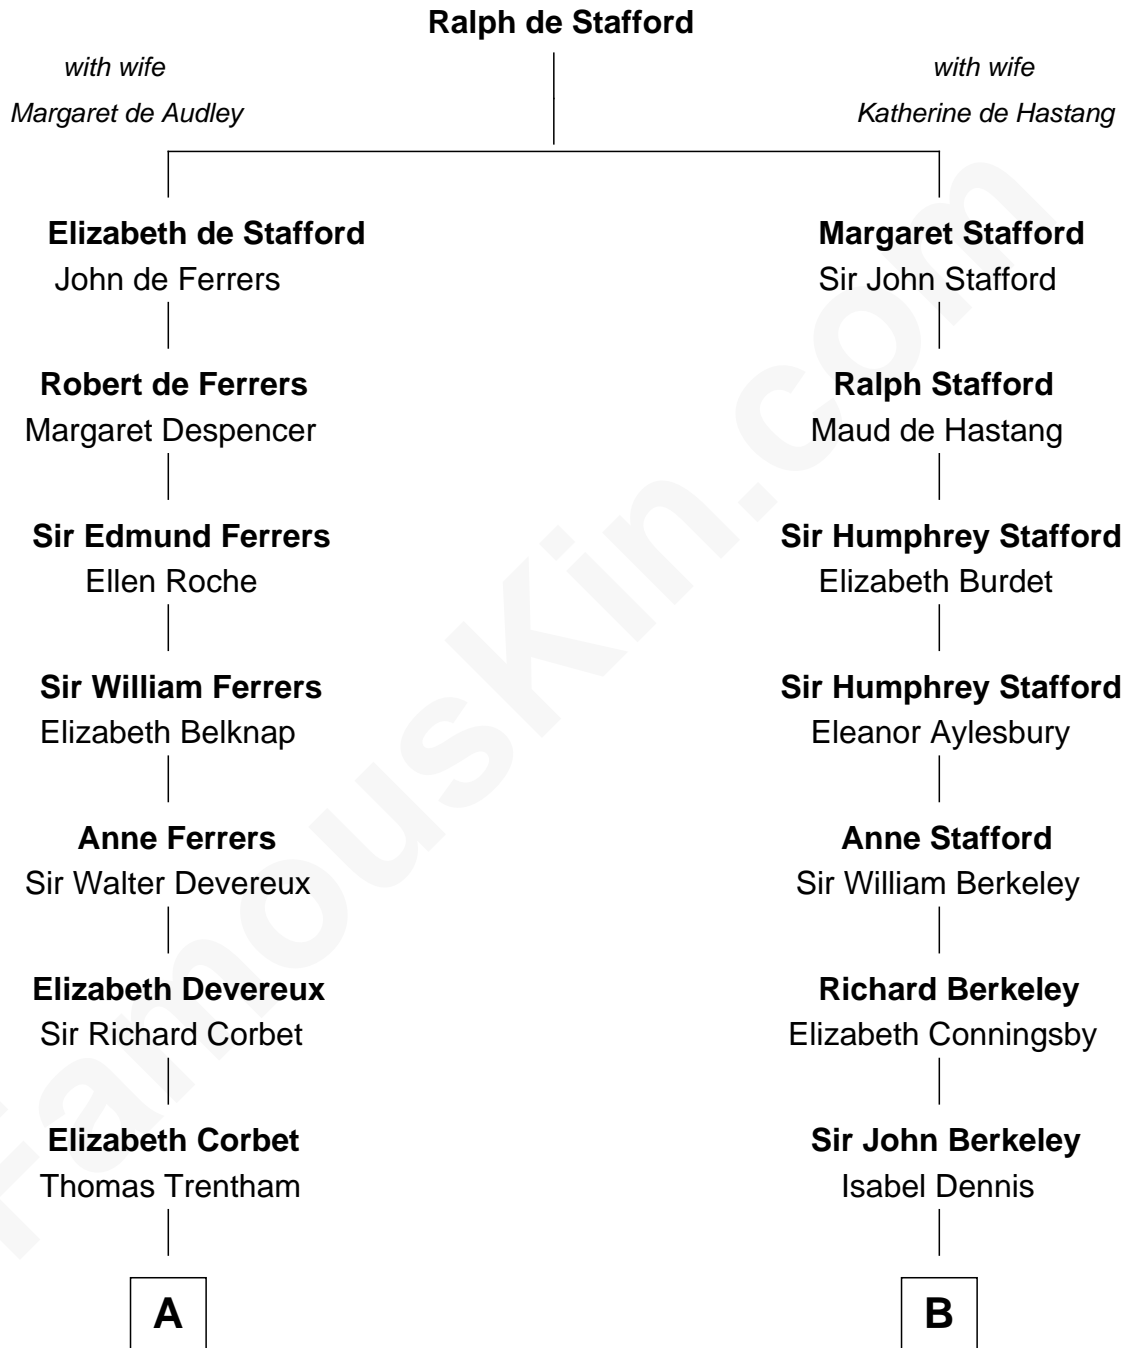 Ralph de Stafford
with wife
Margaret de Audley
with wife
Katherine de Hastang
Elizabeth de Stafford
John de Ferrers
Margaret Stafford
Sir John Stafford
Robert de Ferrers
Margaret Despencer
Ralph Stafford
Maud de Hastang
Sir Edmund Ferrers
Ellen Roche
Sir Humphrey Stafford
Elizabeth Burdet
Sir William Ferrers
Elizabeth Belknap
Sir Humphrey Stafford
Eleanor Aylesbury
Anne Ferrers
Sir Walter Devereux
Anne Stafford
Sir William Berkeley
Elizabeth Devereux
Sir Richard Corbet
Richard Berkeley
Elizabeth Conningsby
Elizabeth Corbet
Thomas Trentham
Sir John Berkeley
Isabel Dennis
A
B
FamousKin.com